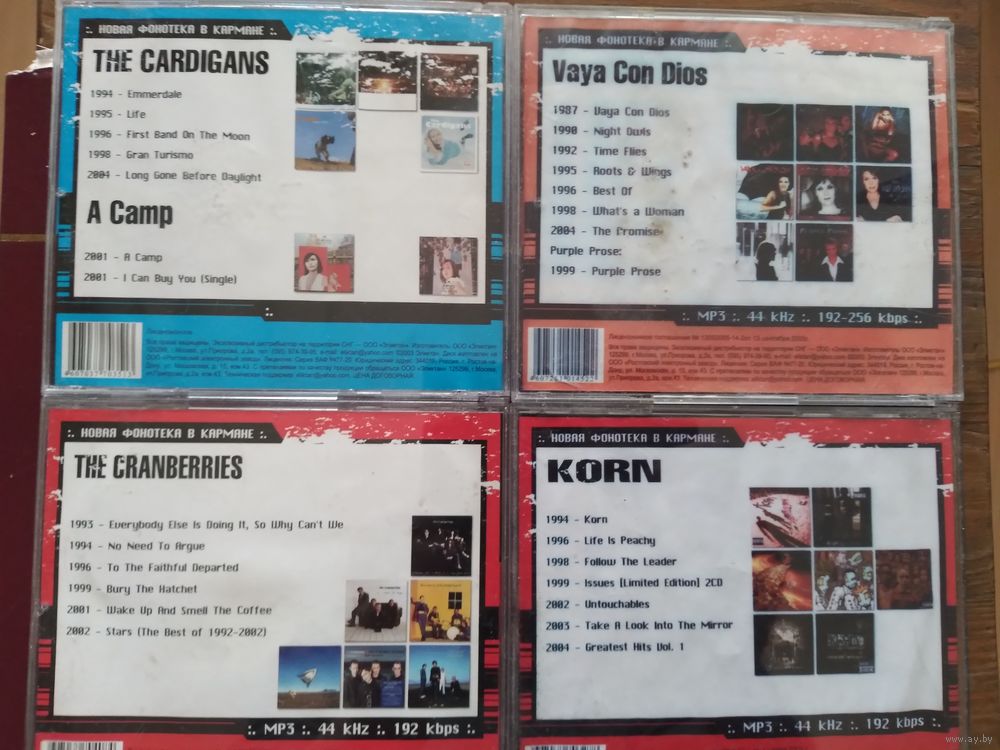 :. НОВАЯ ФОНОТЕКА В КАРМАНЕ :.
THE CARDIGANS
1994 - Emmerdale
1995 - Life
1996 - First Band On The Moon
1998 - Gran Turismo
2004 - Long Gone Before Daylight
A Camp
2001 - A Camp
2001 - I Can Buy You (Single)
:.
:. НОВАЯ ФОНОТЕКА В КАРМАНЕ :.
Vaya Con Dios
1987 - Vaya Con Dios
1990 - Night Owls
1992 - Time Flies
1995 - Roots & Wings
1996 - Best Of
1998 - What's a Woman
2004 - The Promise
Purple Prose:
1999 - Purple Prose
:. MP3 :. 44 kHz :. 192-256 kbps :.
:. НОВАЯ ФОНОТЕКА В КАРМАНЕ :.
THE CRANBERRIES
1993 - Everybody Else Is Doing It, So Why Can't We
1994 - No Need To Argue
1996 - To The Faithful Departed
1999 - Bury The Hatchet
2001 - Wake Up And Smell The Coffee
2002 - Stars (The Best of 1992-2002)
:. MP3 :. 44 kHz :. 192 kbps :.
:. НОВАЯ ФОНОТЕКА В КАРМАНЕ :.
KORN
1994 - Korn
1996 - Life Is Peachy
1998 - Follow The Leader
1999 - Issues [Limited Edition] 2CD
2002 - Untouchables
2003 - Take A Look Into The Mirror
2004 - Greatest Hits Vol. 1
:. MP3 :. 44 kHz :. 192 kbps :.
www.ay.by